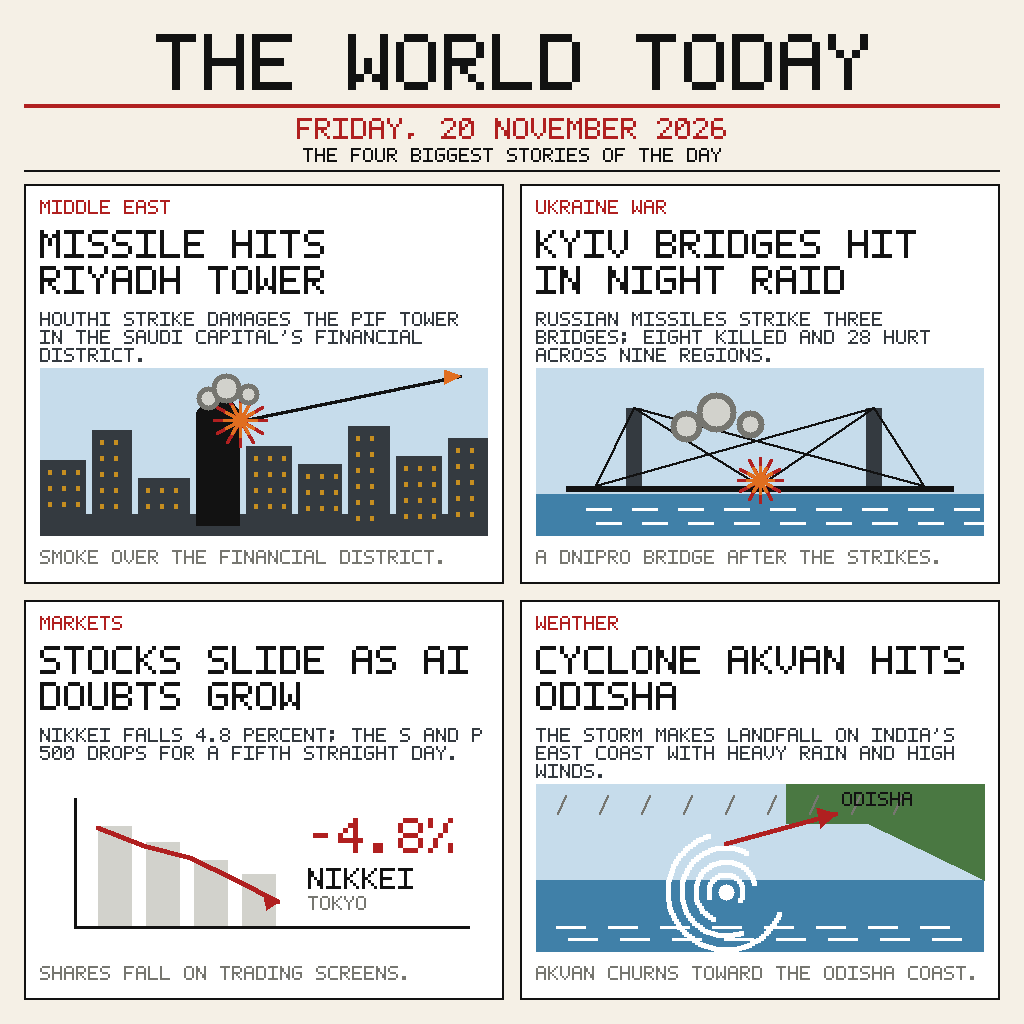 THE WORLD TODAY
FRIDAY, 20 NOVEMBER 2026
THE FOUR BIGGEST STORIES OF THE DAY
MIDDLE EAST
MISSILE HITS
RIYADH TOWER
HOUTHI STRIKE DAMAGES THE PIF TOWER
IN THE SAUDI CAPITAL'S FINANCIAL
DISTRICT.
SMOKE OVER THE FINANCIAL DISTRICT.
UKRAINE WAR
KYIV BRIDGES HIT
IN NIGHT RAID
RUSSIAN MISSILES STRIKE THREE
BRIDGES; EIGHT KILLED AND 28 HURT
ACROSS NINE REGIONS.
A DNIPRO BRIDGE AFTER THE STRIKES.
MARKETS
STOCKS SLIDE AS AI
DOUBTS GROW
NIKKEI FALLS 4.8 PERCENT; THE S AND P
500 DROPS FOR A FIFTH STRAIGHT DAY.
-4.8%
NIKKEI
TOKYO
SHARES FALL ON TRADING SCREENS.
WEATHER
CYCLONE AKVAN HITS
ODISHA
THE STORM MAKES LANDFALL ON INDIA'S
EAST COAST WITH HEAVY RAIN AND HIGH
WINDS.
ODISHA
AKVAN CHURNS TOWARD THE ODISHA COAST.